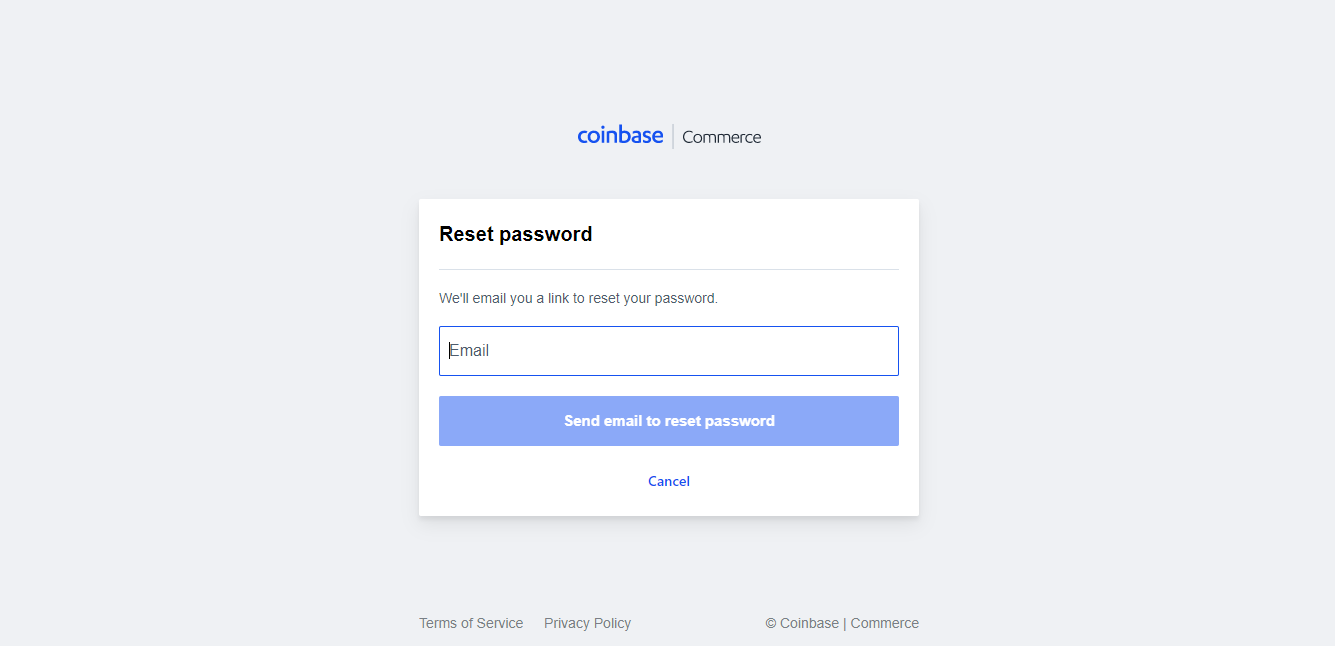 coinbase | Commerce
Reset password
We'll email you a link to reset your password.
Email
Send email to reset password
Cancel
Terms of Service Privacy Policy © Coinbase | Commerce